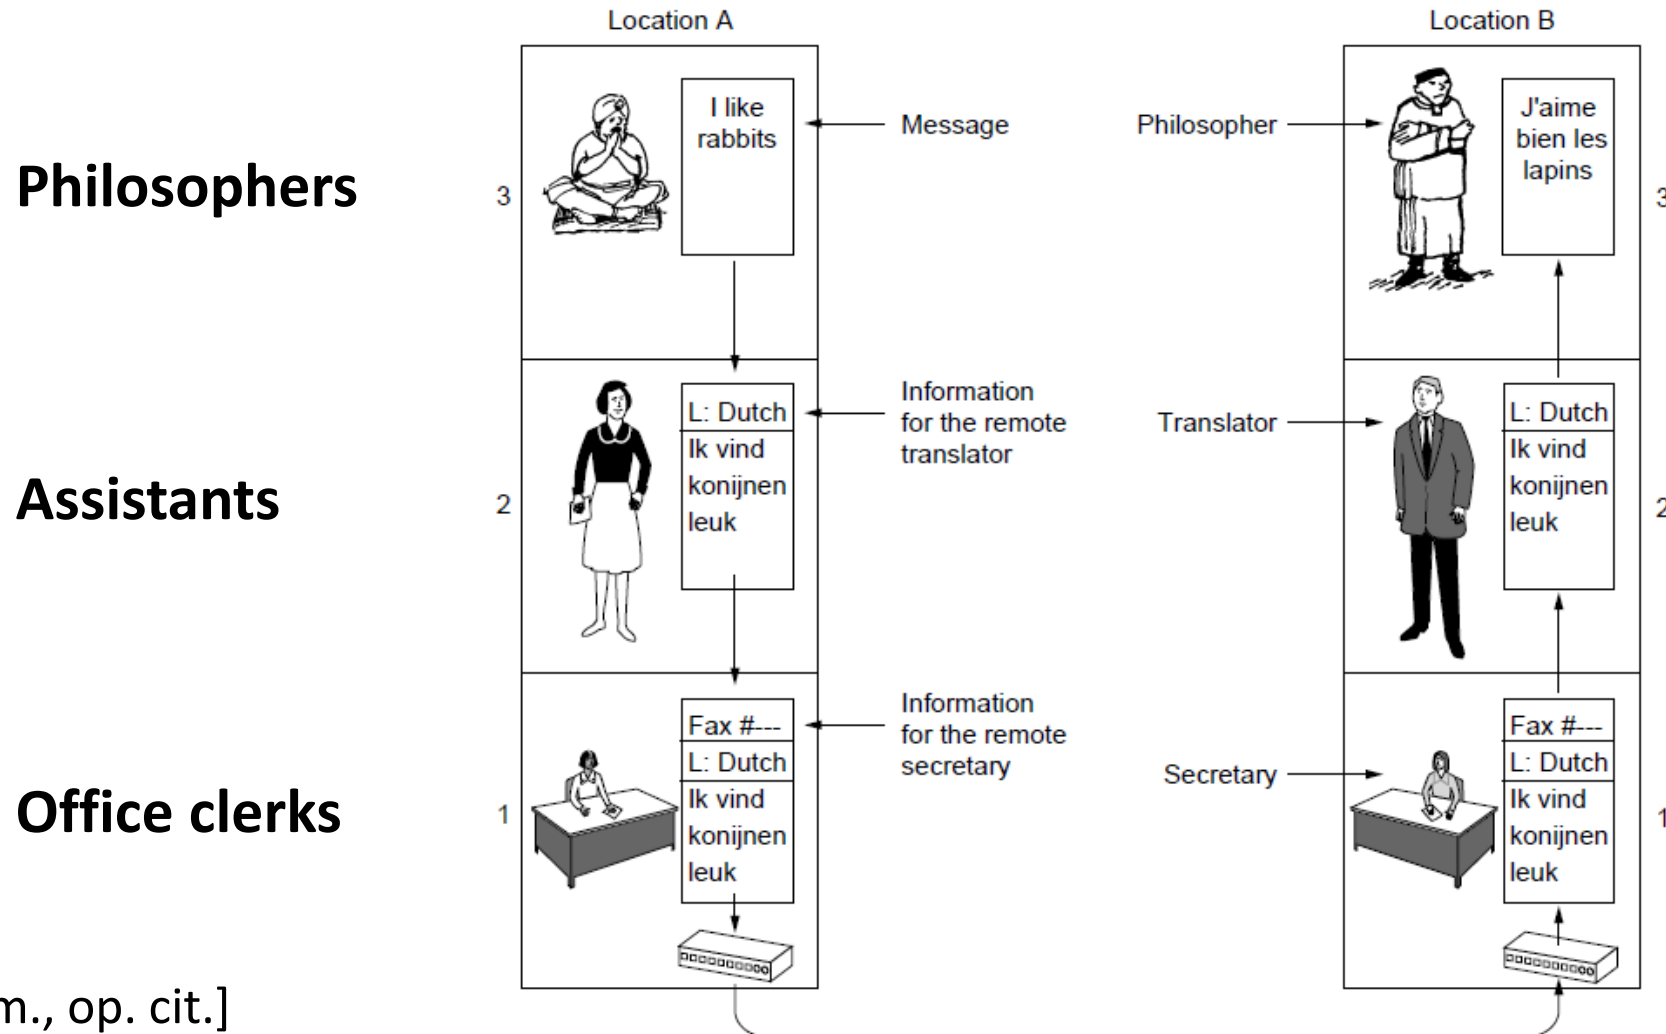 Location A
Location B
Philosophers
3
I like
rabbits
Message
Philosopher
J'aime
bien les
lapins
3
Assistants
2
L: Dutch
Ik vind
konijnen
leuk
Information
for the remote
translator
Translator
L: Dutch
Ik vind
konijnen
leuk
2
Office clerks
1
Fax #---
L: Dutch
Ik vind
konijnen
leuk
Information
for the remote
secretary
Secretary
Fax #---
L: Dutch
Ik vind
konijnen
leuk
1
m., op. cit.]